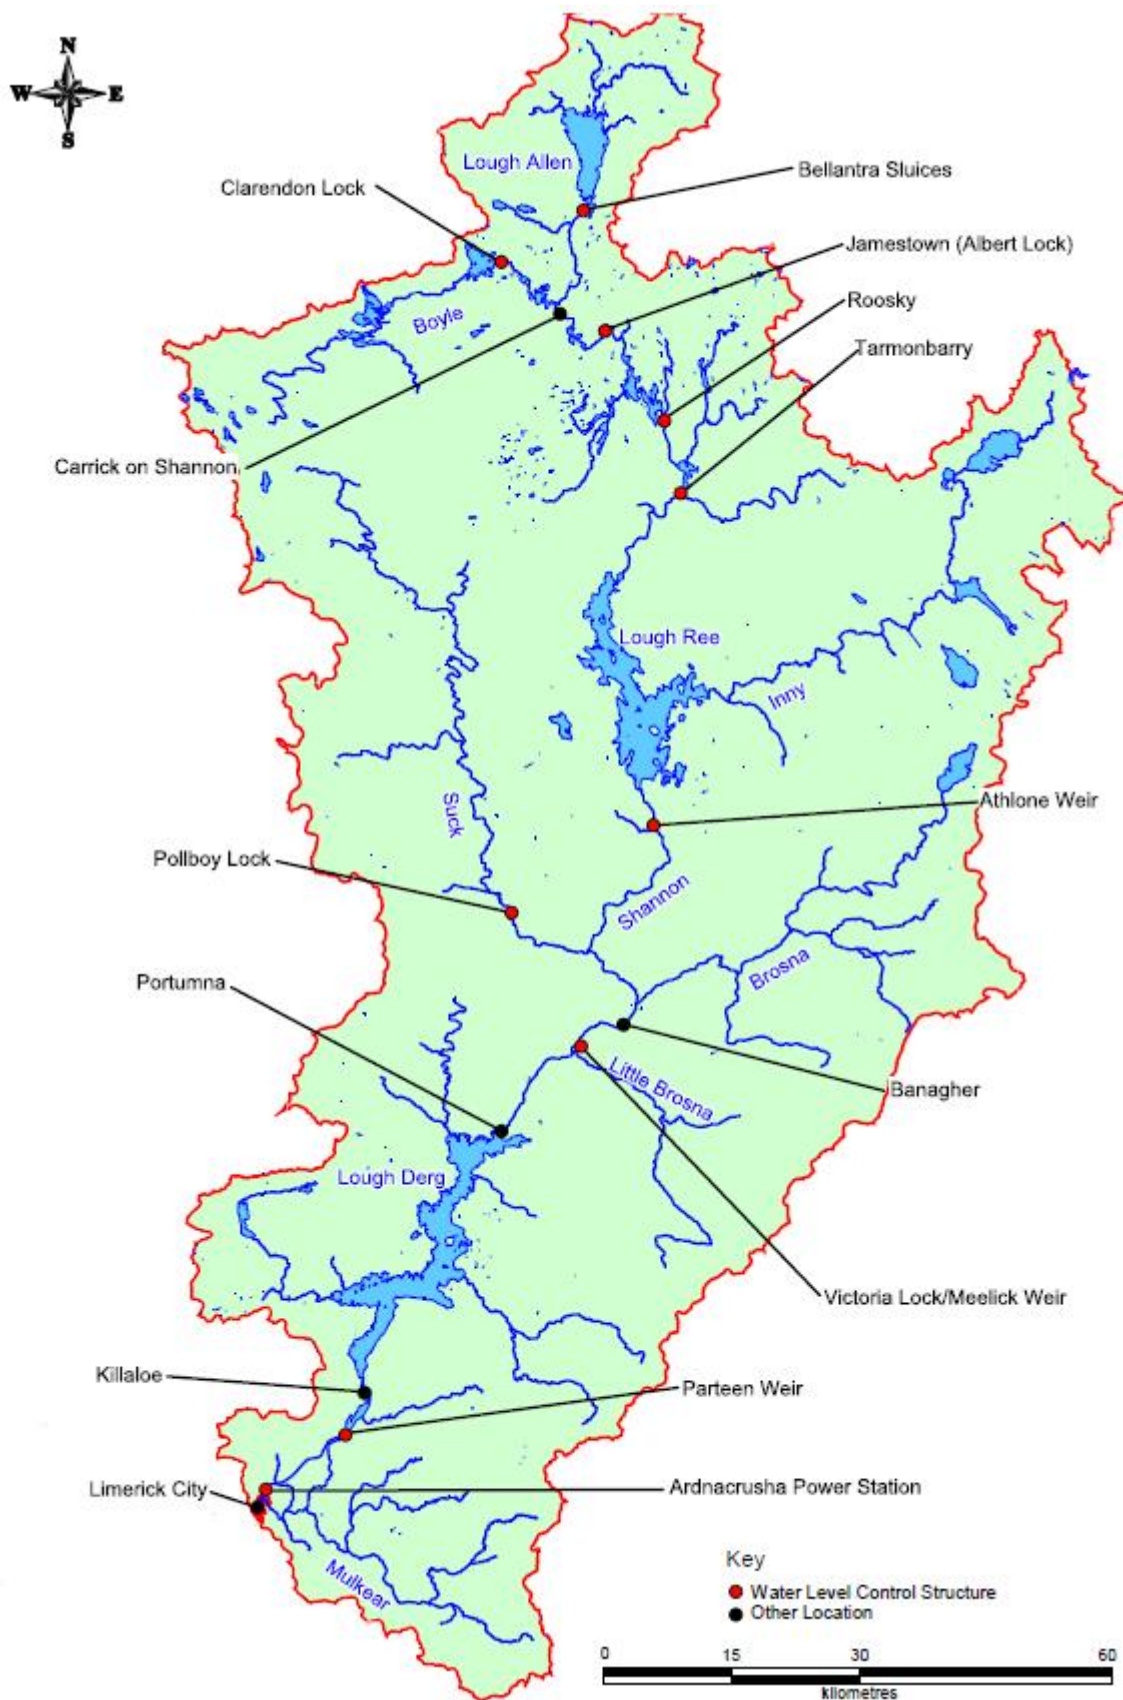 N
W E
S
Lough Allen
Bellantra Sluices
Clarendon Lock
Jamestown (Albert Lock)
Roosky
Boyle
Tarmonbarry
Carrick on Shannon
Lough Ree
Inny
Suck
Athlone Weir
Pollboy Lock
Shannon
Brosna
Portumna
Little Brosna
Banagher
Lough Derg
Victoria Lock/Meelick Weir
Killaloe
Parteen Weir
Limerick City
Ardnacrusha Power Station
Mulkear
Key
Water Level Control Structure
Other Location
0 15 30 60
kilometres